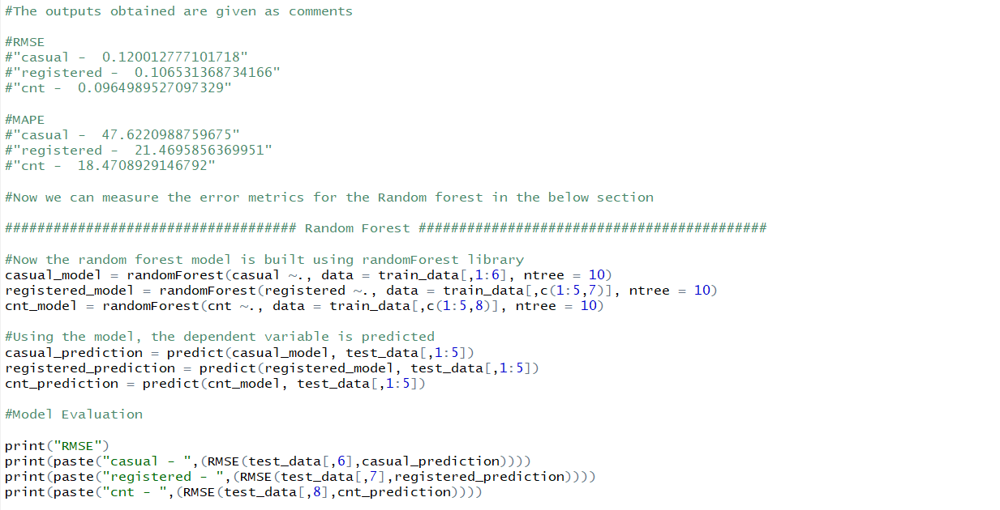 #The outputs obtained are given as comments
#RMSE
#"casual -  0.120012777101718"
#"registered -  0.106531368734166"
#"cnt -  0.0964989527097329"
#MAPE
#"casual -  47.6220988759675"
#"registered -  21.4695856369951"
#"cnt -  18.4708929146792"
#Now we can measure the error metrics for the Random forest in the below section
#################################### Random Forest ###########################################
#Now the random forest model is built using randomForest library
casual_model = randomForest(casual ~., data = train_data[,1:6], ntree = 10)
registered_model = randomForest(registered ~., data = train_data[,c(1:5,7)], ntree = 10)
cnt_model = randomForest(cnt ~., data = train_data[,c(1:5,8)], ntree = 10)
#Using the model, the dependent variable is predicted
casual_prediction = predict(casual_model, test_data[,1:5])
registered_prediction = predict(registered_model, test_data[,1:5])
cnt_prediction = predict(cnt_model, test_data[,1:5])
#Model Evaluation
print("RMSE")
print(paste("casual - ",(RMSE(test_data[,6],casual_prediction))))
print(paste("registered - ",(RMSE(test_data[,7],registered_prediction))))
print(paste("cnt - ",(RMSE(test_data[,8],cnt_prediction))))